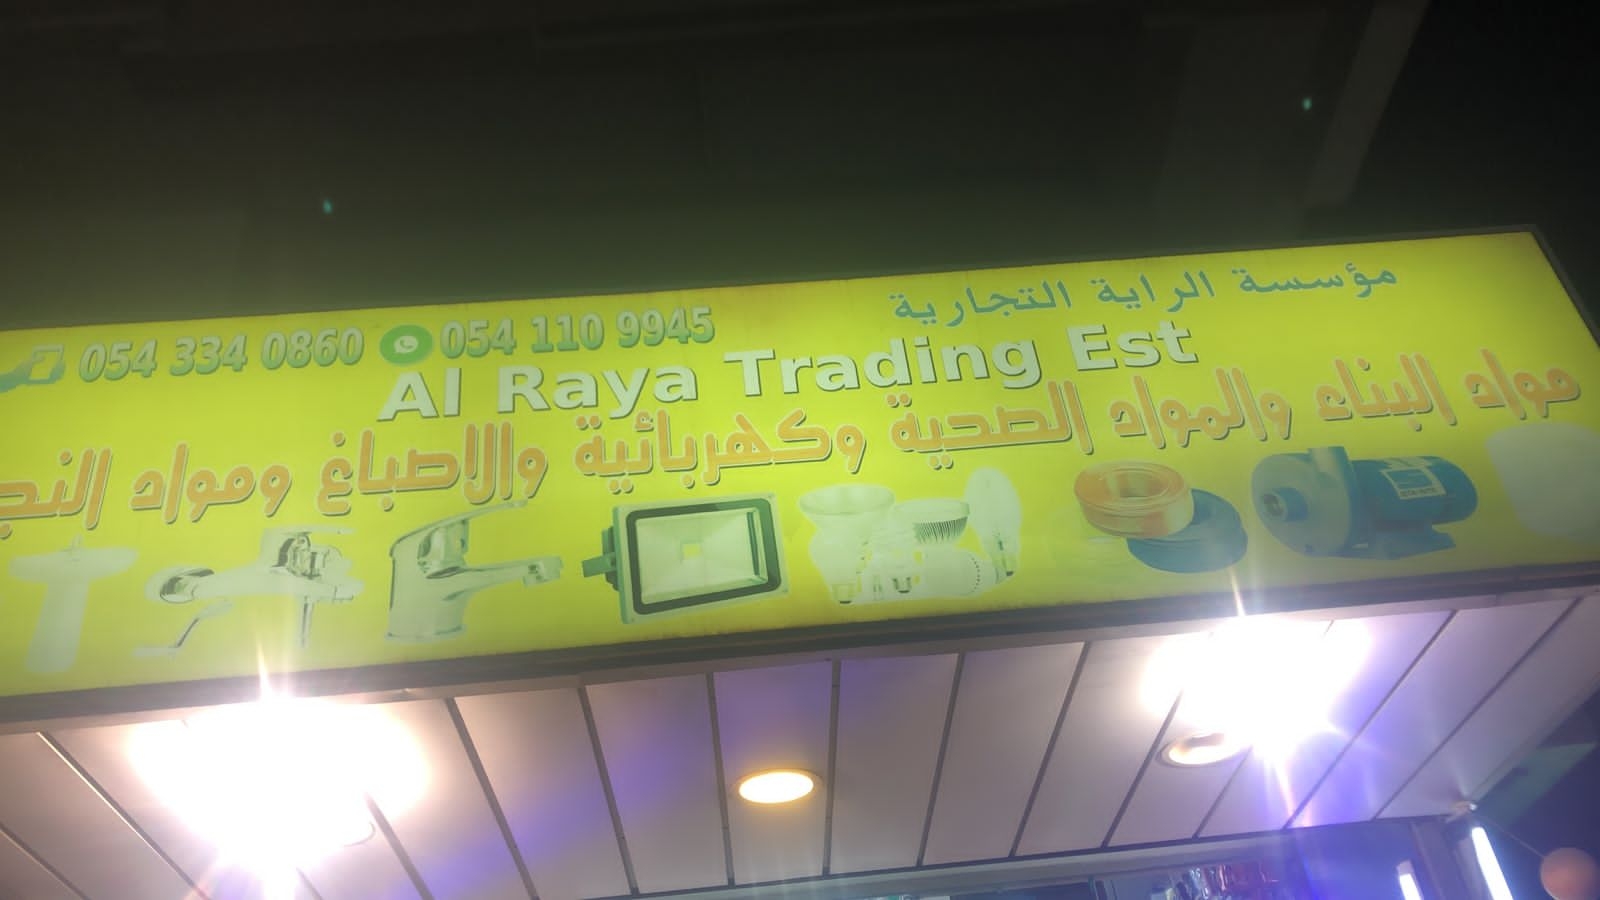 مؤسسة الراية التجارية
054 334 0860 054 110 9945
Al Raya Trading Est
مواد البناء والمواد الصحية وكهربائية والاصباغ ومواد